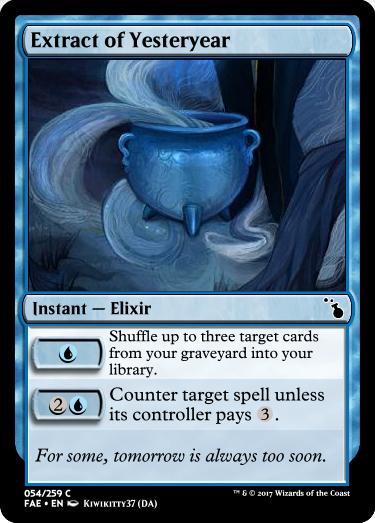 Extract of Yesteryear
Instant — Elixir
Shuffle up to three target cards
from your graveyard into your
library.
2
Counter target spell unless
its controller pays 3.
For some, tomorrow is always too soon.
054/259 C
FAE • EN Kiwikitty37 (DA)
™ & © 2017 Wizards of the Coast